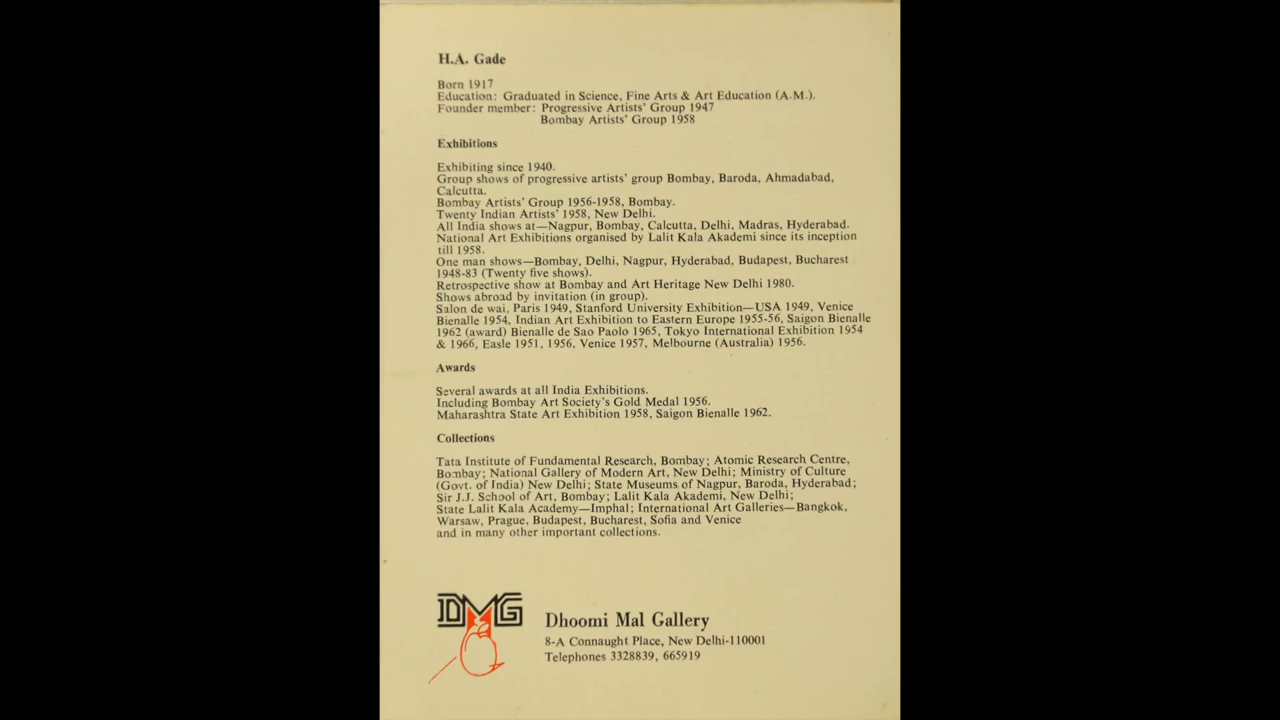 H.A. Gade
Born 1917
Education: Graduated in Science, Fine Arts & Art Education (A.M.).
Founder member: Progressive Artists' Group 1947
Bombay Artists' Group 1958
Exhibitions
Exhibiting since 1940.
Group shows of progressive artists' group Bombay, Baroda, Ahmadabad,
Calcutta.
Bombay Artists' Group 1956-1958, Bombay.
Twenty Indian Artists' 1958, New Delhi.
All India shows at—Nagpur, Bombay, Calcutta, Delhi, Madras, Hyderabad.
National Art Exhibitions organised by Lalit Kala Akademi since its inception
till 1958.
One man shows—Bombay, Delhi, Nagpur, Hyderabad, Budapest, Bucharest
1948-83 (Twenty five shows).
Retrospective show at Bombay and Art Heritage New Delhi 1980.
Shows abroad by invitation (in group).
Salon de wai, Paris 1949, Stanford University Exhibition—USA 1949, Venice
Bienalle 1954, Indian Art Exhibition to Eastern Europe 1955-56, Saigon Bienalle
1962 (award) Bienalle de Sao Paolo 1965, Tokyo International Exhibition 1954
& 1966, Easle 1951, 1956, Venice 1957, Melbourne (Australia) 1956.
Awards
Several awards at all India Exhibitions.
Including Bombay Art Society's Gold Medal 1956.
Maharashtra State Art Exhibition 1958, Saigon Bienalle 1962.
Collections
Tata Institute of Fundamental Research, Bombay; Atomic Research Centre,
Bombay; National Gallery of Modern Art, New Delhi; Ministry of Culture
(Govt. of India) New Delhi; State Museums of Nagpur, Baroda, Hyderabad;
Sir J.J. School of Art, Bombay; Lalit Kala Akademi, New Delhi;
State Lalit Kala Academy—Imphal; International Art Galleries—Bangkok,
Warsaw, Prague, Budapest, Bucharest, Sofia and Venice
and in many other important collections.
DMG
Dhoomi Mal Gallery
8-A Connaught Place, New Delhi-110001
Telephones 3328839, 665919